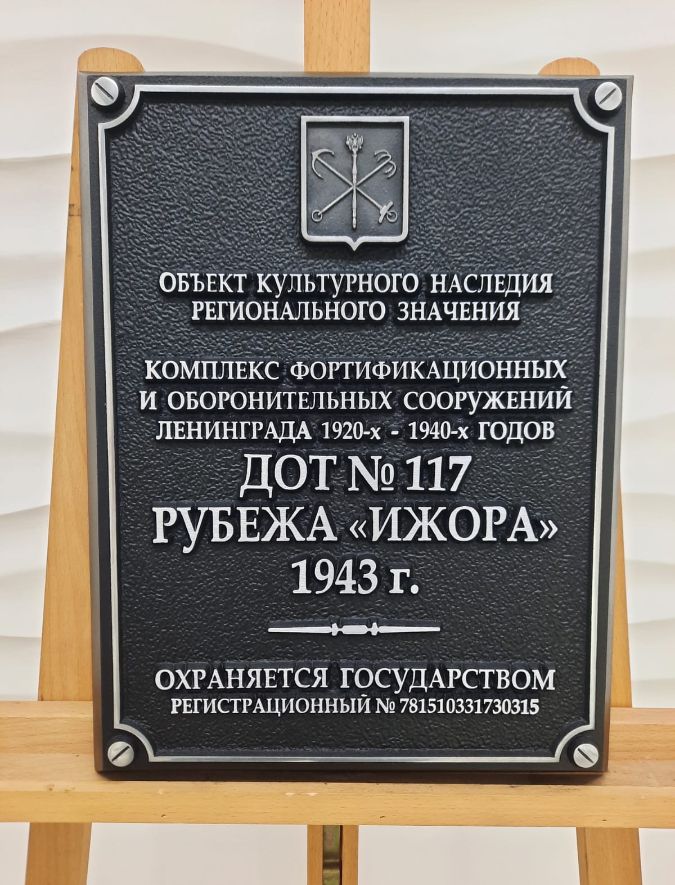 ОБЪЕКТ КУЛЬТУРНОГО НАСЛЕДИЯ
РЕГИОНАЛЬНОГО ЗНАЧЕНИЯ
КОМПЛЕКС ФОРТИФИКАЦИОННЫХ
И ОБОРОНИТЕЛЬНЫХ СООРУЖЕНИЙ
ЛЕНИНГРАДА 1920-х - 1940-х ГОДОВ
ДОТ № 117
РУБЕЖА «ИЖОРА»
1943 г.
ОХРАНЯЕТСЯ ГОСУДАРСТВОМ
РЕГИСТРАЦИОННЫЙ № 781510331730315